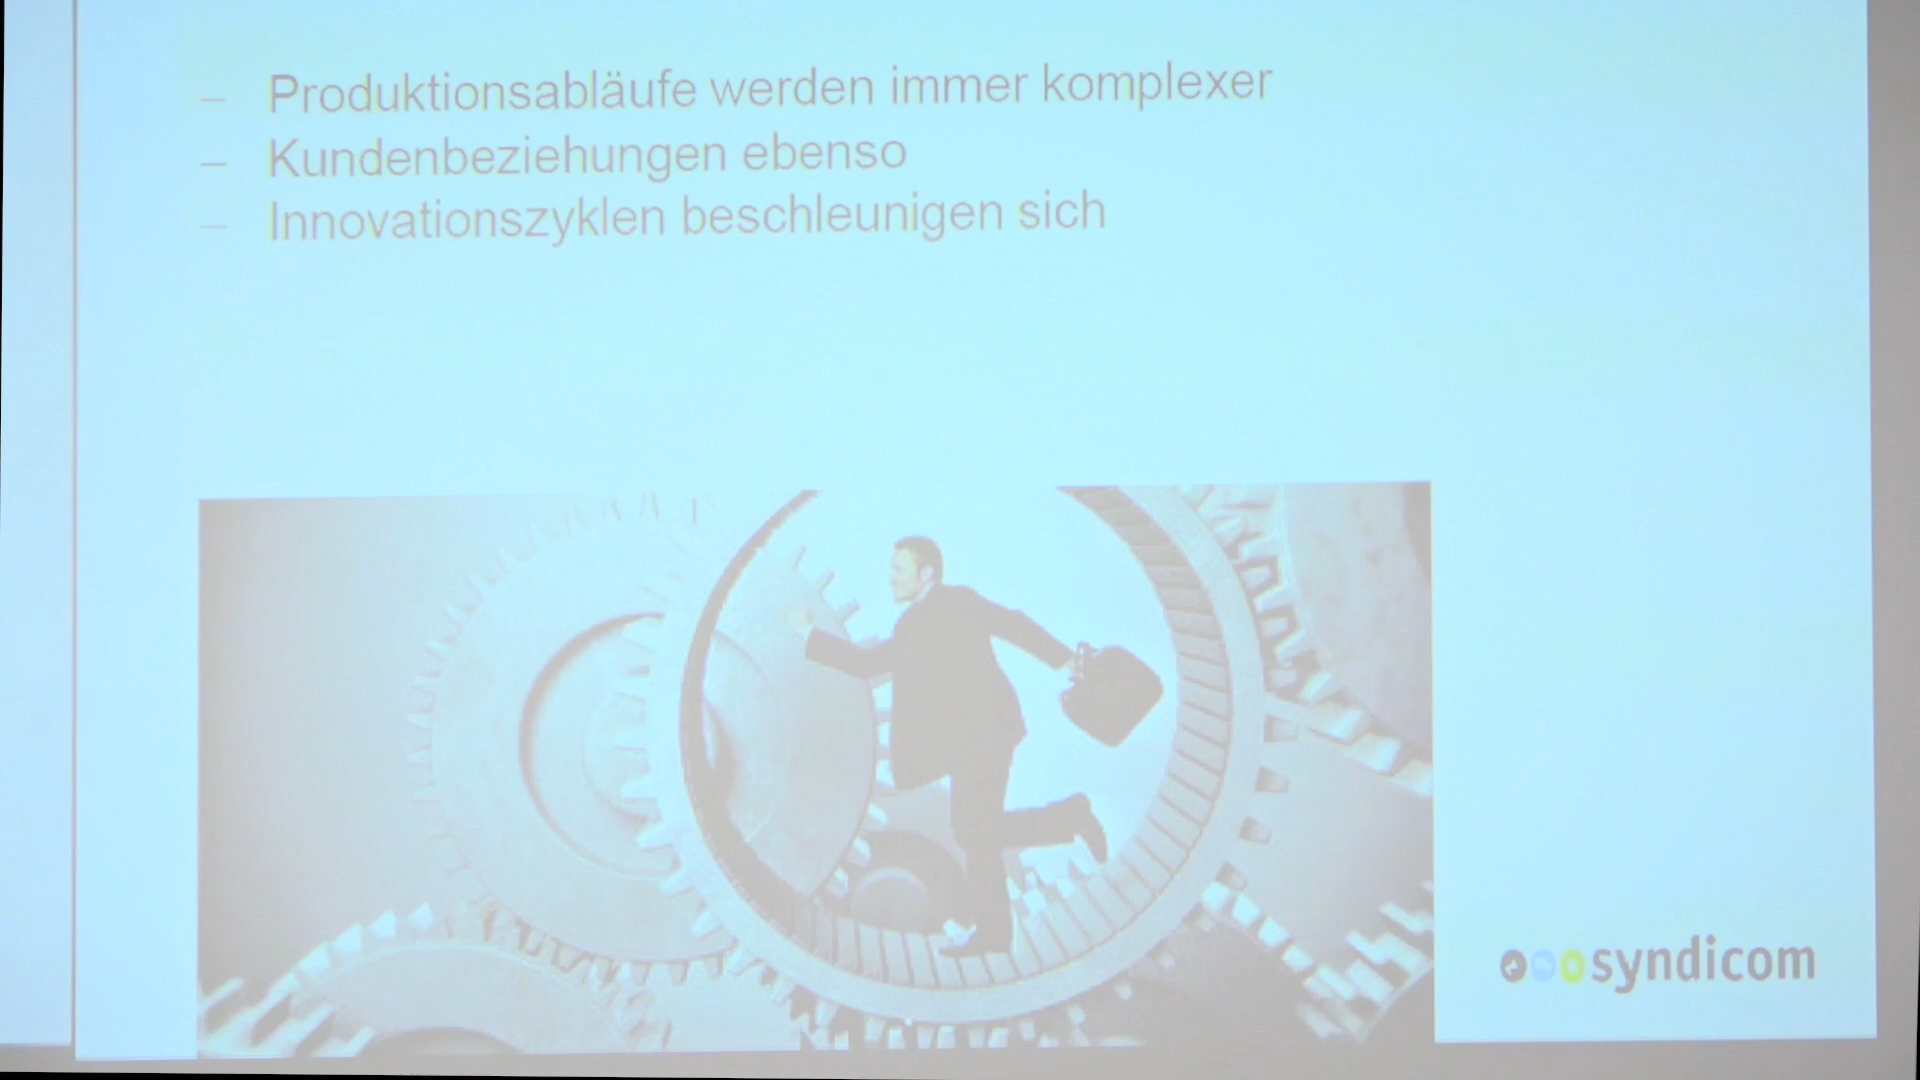 – Produktionsabläufe werden immer komplexer
– Kundenbeziehungen ebenso
– Innovationszyklen beschleunigen sich
syndicom